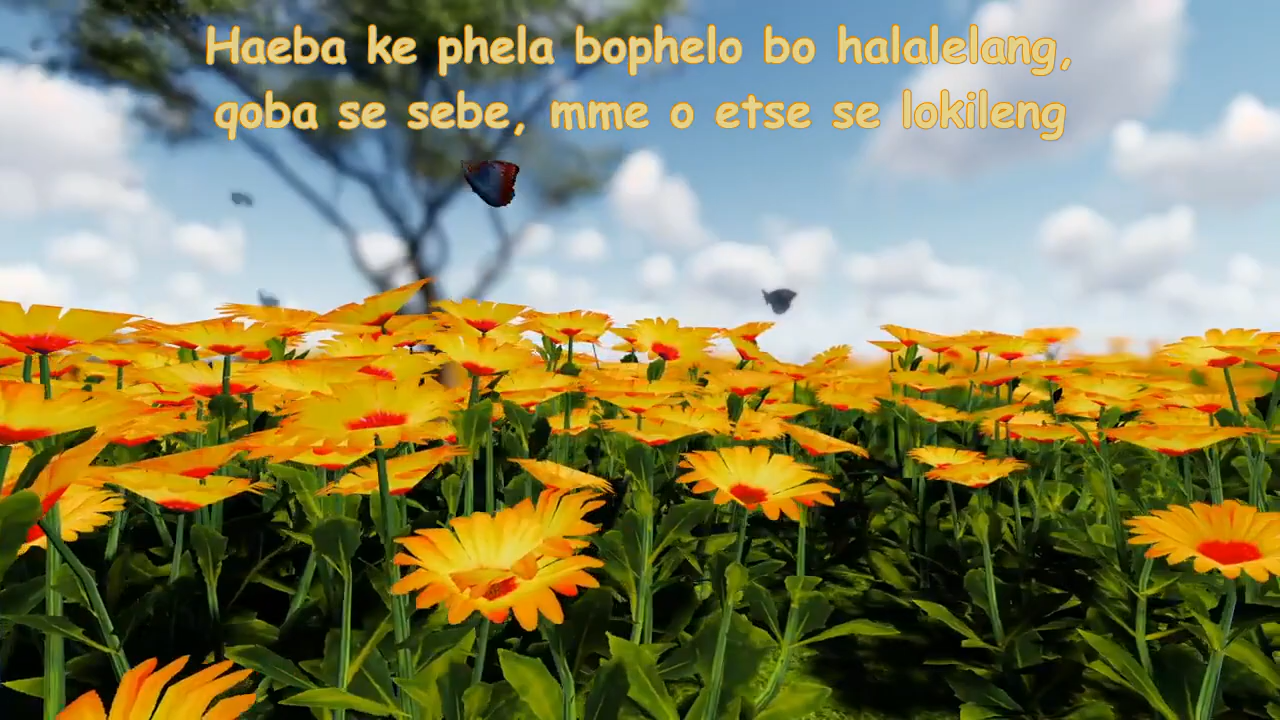 Haeba ke phela bophelo bo halalelang,
qoba se sebe, mme o etse se lokileng